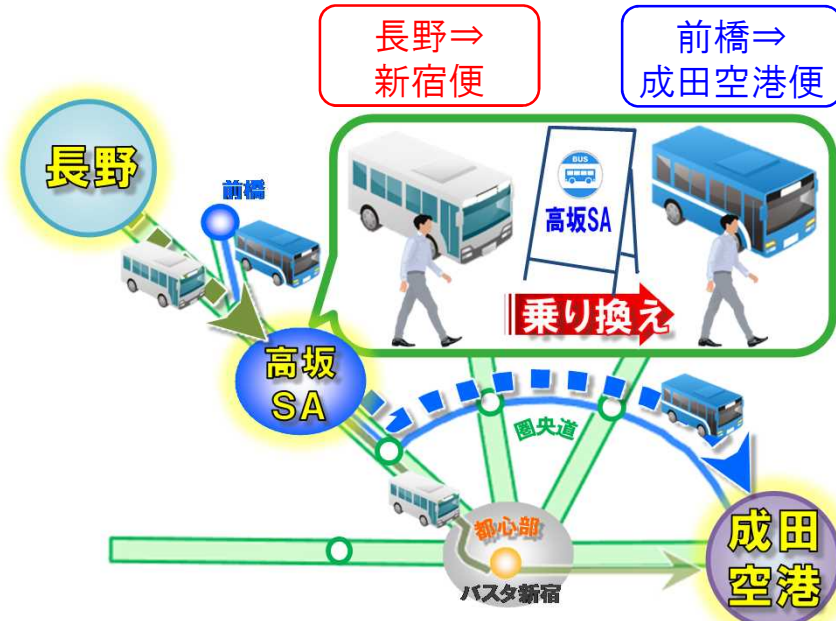 長野⇒
新宿便
前橋⇒
成田空港便
長野
前橋
BUS
高坂SA
乗り換え
高坂
SA
圏央道
都心部
バスタ新宿
成田
空港